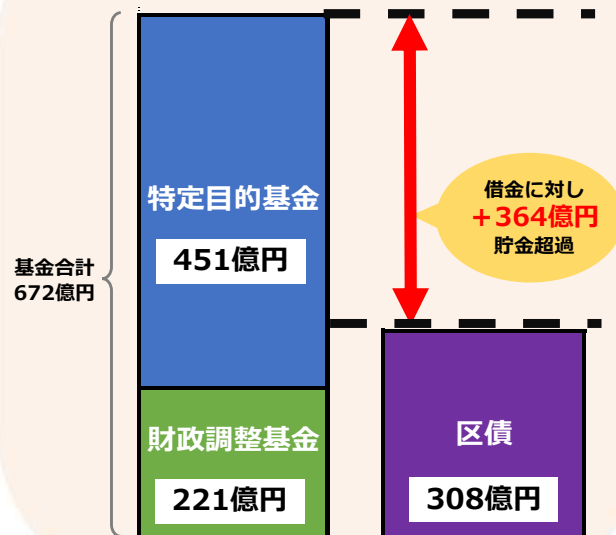 基金合計
672億円
特定目的基金
451億円
財政調整基金
221億円
借金に対し
+364億円
貯金超過
区債
308億円